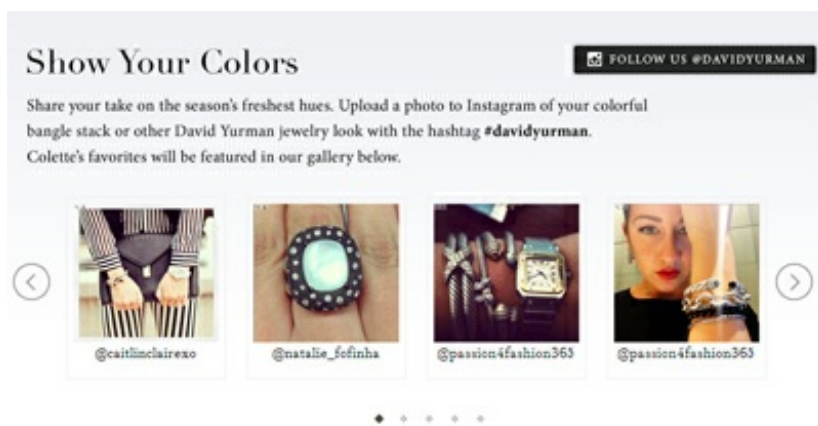 Show Your Colors
FOLLOW US @DAVIDYURMAN
Share your take on the season's freshest hues. Upload a photo to Instagram of your colorful
bangle stack or other David Yurman jewelry look with the hashtag #davidyurman.
Colette's favorites will be featured in our gallery below.
@caitlinclairexo
@natalie_fofinha
@passion4fashion365
@passion4fashion365